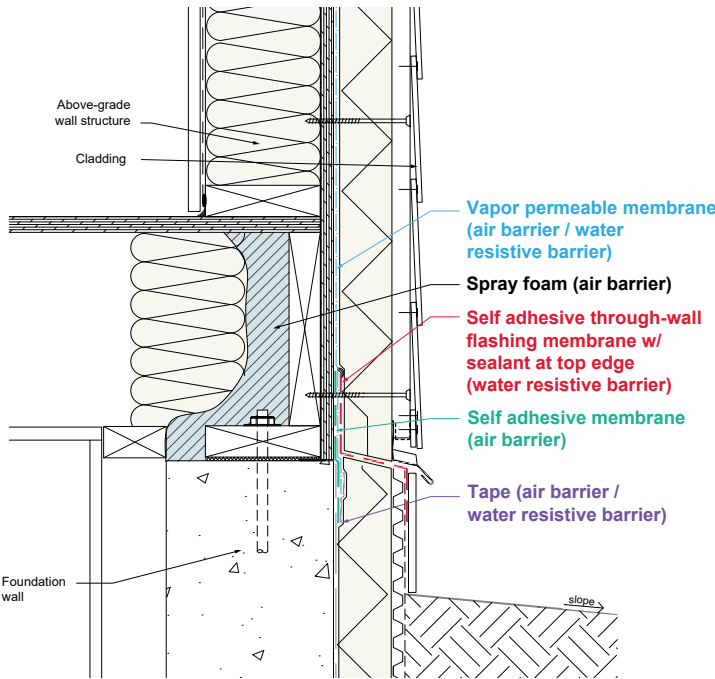 Above-grade
wall structure
Cladding
Vapor permeable membrane
(air barrier / water
resistive barrier)
Spray foam (air barrier)
Self adhesive through-wall
flashing membrane w/
sealant at top edge
(water resistive barrier)
Self adhesive membrane
(air barrier)
Tape (air barrier /
water resistive barrier)
Foundation
wall
slope